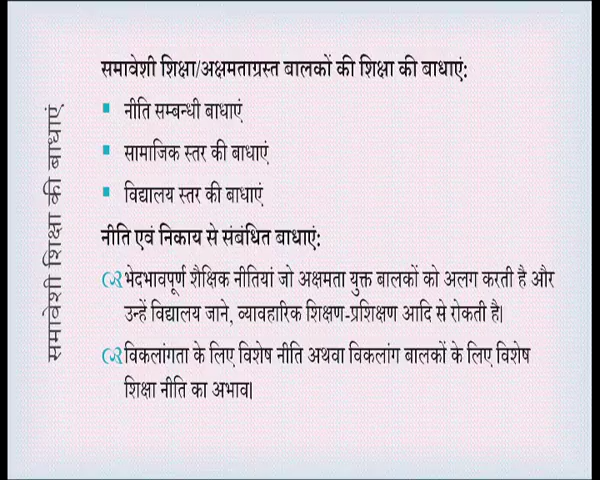 समावेशी शिक्षा की बाधाएं
समावेशी शिक्षा/अक्षमताग्रस्त बालकों की शिक्षा की बाधाएं:
नीति सम्बन्धी बाधाएं
सामाजिक स्तर की बाधाएं
विद्यालय स्तर की बाधाएं
नीति एवं निकाय से संबंधित बाधाएं:
भेदभावपूर्ण शैक्षिक नीतियां जो अक्षमता युक्त बालकों को अलग करती है और
उन्हें विद्यालय जाने, व्यावहारिक शिक्षण-प्रशिक्षण आदि से रोकती है।
विकलांगता के लिए विशेष नीति अथवा विकलांग बालकों के लिए विशेष
शिक्षा नीति का अभाव।